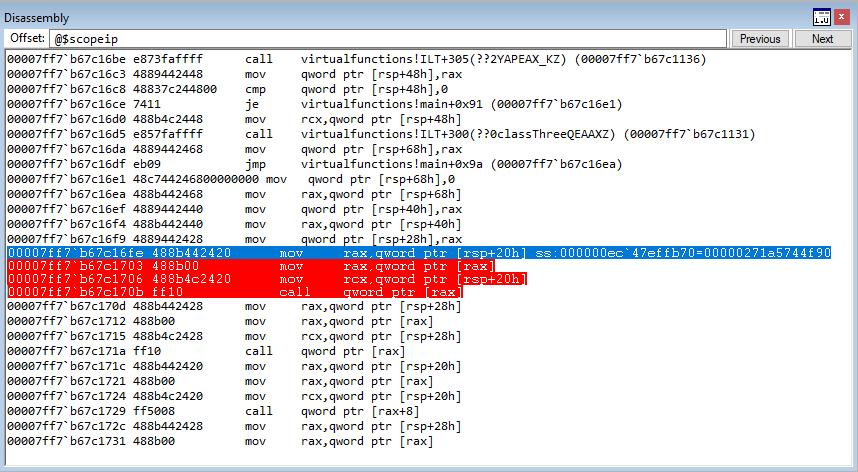 Disassembly
Offset: @$scopeip Previous Next
00007ff7`b67c16be e873faffff call virtualfunctions!ILT+305(??2YAPEAX_KZ) (00007ff7`b67c1136)
00007ff7`b67c16c3 4889442448 mov qword ptr [rsp+48h],rax
00007ff7`b67c16c8 48837c244800 cmp qword ptr [rsp+48h],0
00007ff7`b67c16ce 7411 je virtualfunctions!main+0x91 (00007ff7`b67c16e1)
00007ff7`b67c16d0 488b4c2448 mov rcx,qword ptr [rsp+48h]
00007ff7`b67c16d5 e857faffff call virtualfunctions!ILT+300(??0classThreeQEAAXZ) (00007ff7`b67c1131)
00007ff7`b67c16da 4889442468 mov qword ptr [rsp+68h],rax
00007ff7`b67c16df eb09 jmp virtualfunctions!main+0x9a (00007ff7`b67c16ea)
00007ff7`b67c16e1 48c744246800000000 mov qword ptr [rsp+68h],0
00007ff7`b67c16ea 488b442468 mov rax,qword ptr [rsp+68h]
00007ff7`b67c16ef 4889442440 mov qword ptr [rsp+40h],rax
00007ff7`b67c16f4 488b442440 mov rax,qword ptr [rsp+40h]
00007ff7`b67c16f9 4889442428 mov qword ptr [rsp+28h],rax
00007ff7`b67c16fe 488b442420 mov rax,qword ptr [rsp+20h] ss:000000ec`47effb70=00000271a5744f90
00007ff7`b67c1703 488b00 mov rax,qword ptr [rax]
00007ff7`b67c1706 488b4c2420 mov rcx,qword ptr [rsp+20h]
00007ff7`b67c170b ff10 call qword ptr [rax]
00007ff7`b67c170d 488b442428 mov rax,qword ptr [rsp+28h]
00007ff7`b67c1712 488b00 mov rax,qword ptr [rax]
00007ff7`b67c1715 488b4c2428 mov rcx,qword ptr [rsp+28h]
00007ff7`b67c171a ff10 call qword ptr [rax]
00007ff7`b67c171c 488b442420 mov rax,qword ptr [rsp+20h]
00007ff7`b67c1721 488b00 mov rax,qword ptr [rax]
00007ff7`b67c1724 488b4c2420 mov rcx,qword ptr [rsp+20h]
00007ff7`b67c1729 ff5008 call qword ptr [rax+8]
00007ff7`b67c172c 488b442428 mov rax,qword ptr [rsp+28h]
00007ff7`b67c1731 488b00 mov rax,qword ptr [rax]